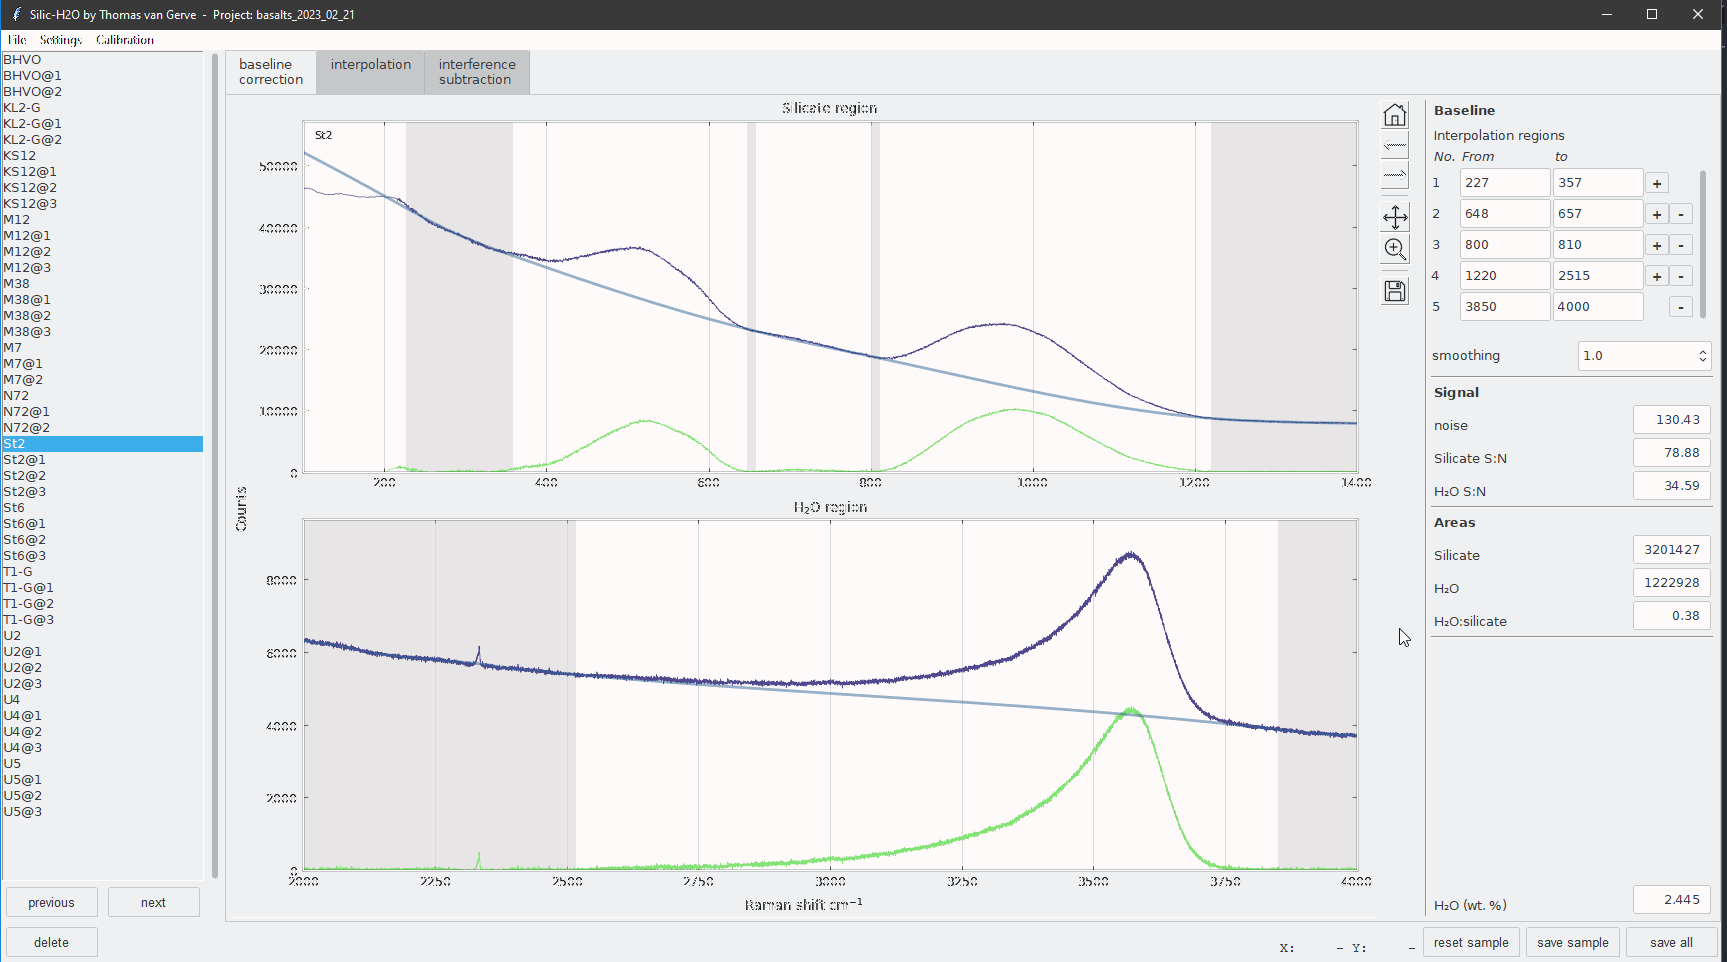 Silic-H2O by Thomas van Gerve - Project: basalts_2023_02_21
File Settings Calibration
BHVO
BHVO@1
BHVO@2
KL2-G
KL2-G@1
KL2-G@2
KS12
KS12@1
KS12@2
KS12@3
M12
M12@1
M12@2
M12@3
M38
M38@1
M38@2
M38@3
M7
M7@1
M7@2
N72
N72@1
N72@2
St2
St2@1
St2@2
St2@3
St6
St6@1
St6@2
St6@3
T1-G
T1-G@1
T1-G@2
T1-G@3
U2
U2@1
U2@2
U2@3
U4
U4@1
U4@2
U4@3
U5
U5@1
U5@2
U5@3
previous next
delete
baseline correction
interpolation
interference subtraction
Silicate region
St2
50000
40000
30000
20000
10000
0
200 400 600 800 1000 1200 1400
Counts
H₂O region
8000
6000
4000
2000
0
2000 2250 2500 2750 3000 3250 3500 3750 4000
Raman shift cm⁻¹
Baseline
Interpolation regions
No. From to
1 227 357 +
2 648 657 + -
3 800 810 + -
4 1220 2515 + -
5 3850 4000 -
smoothing 1.0
Signal
noise 130.43
Silicate S:N 78.88
H₂O S:N 34.59
Areas
Silicate 3201427
H₂O 1222928
H₂O:silicate 0.38
H₂O (wt. %) 2.445
X: - Y: -
reset sample save sample save all